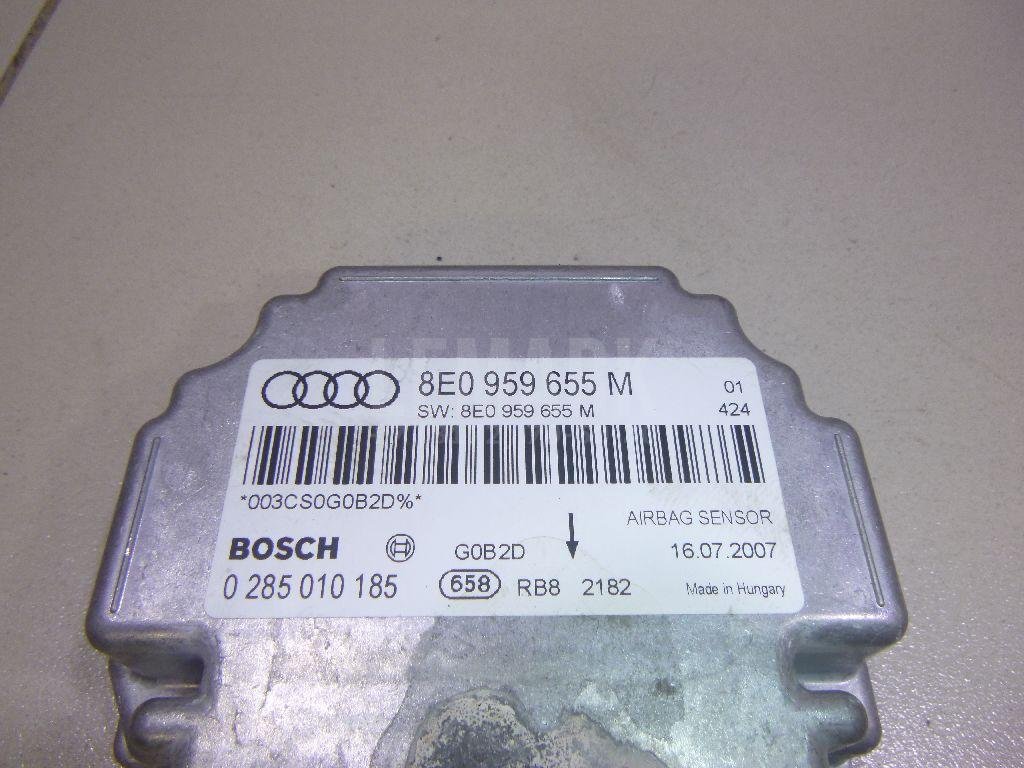 LEMARK
8E0 959 655 M 01
SW: 8E0 959 655 M 424
*003CS0G0B2D%*
AIRBAG SENSOR
BOSCH G0B2D 16.07.2007
0 285 010 185 658 RB8 2182 Made in Hungary